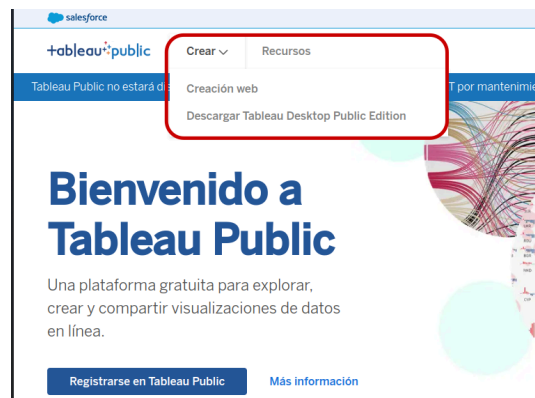 salesforce
tableau public Crear Recursos
Creación web
Descargar Tableau Desktop Public Edition
Tableau Public no estará T por mantenimie
Bienvenido a
Tableau Public
Una plataforma gratuita para explorar,
crear y compartir visualizaciones de datos
en línea.
Registrarse en Tableau Public Más información